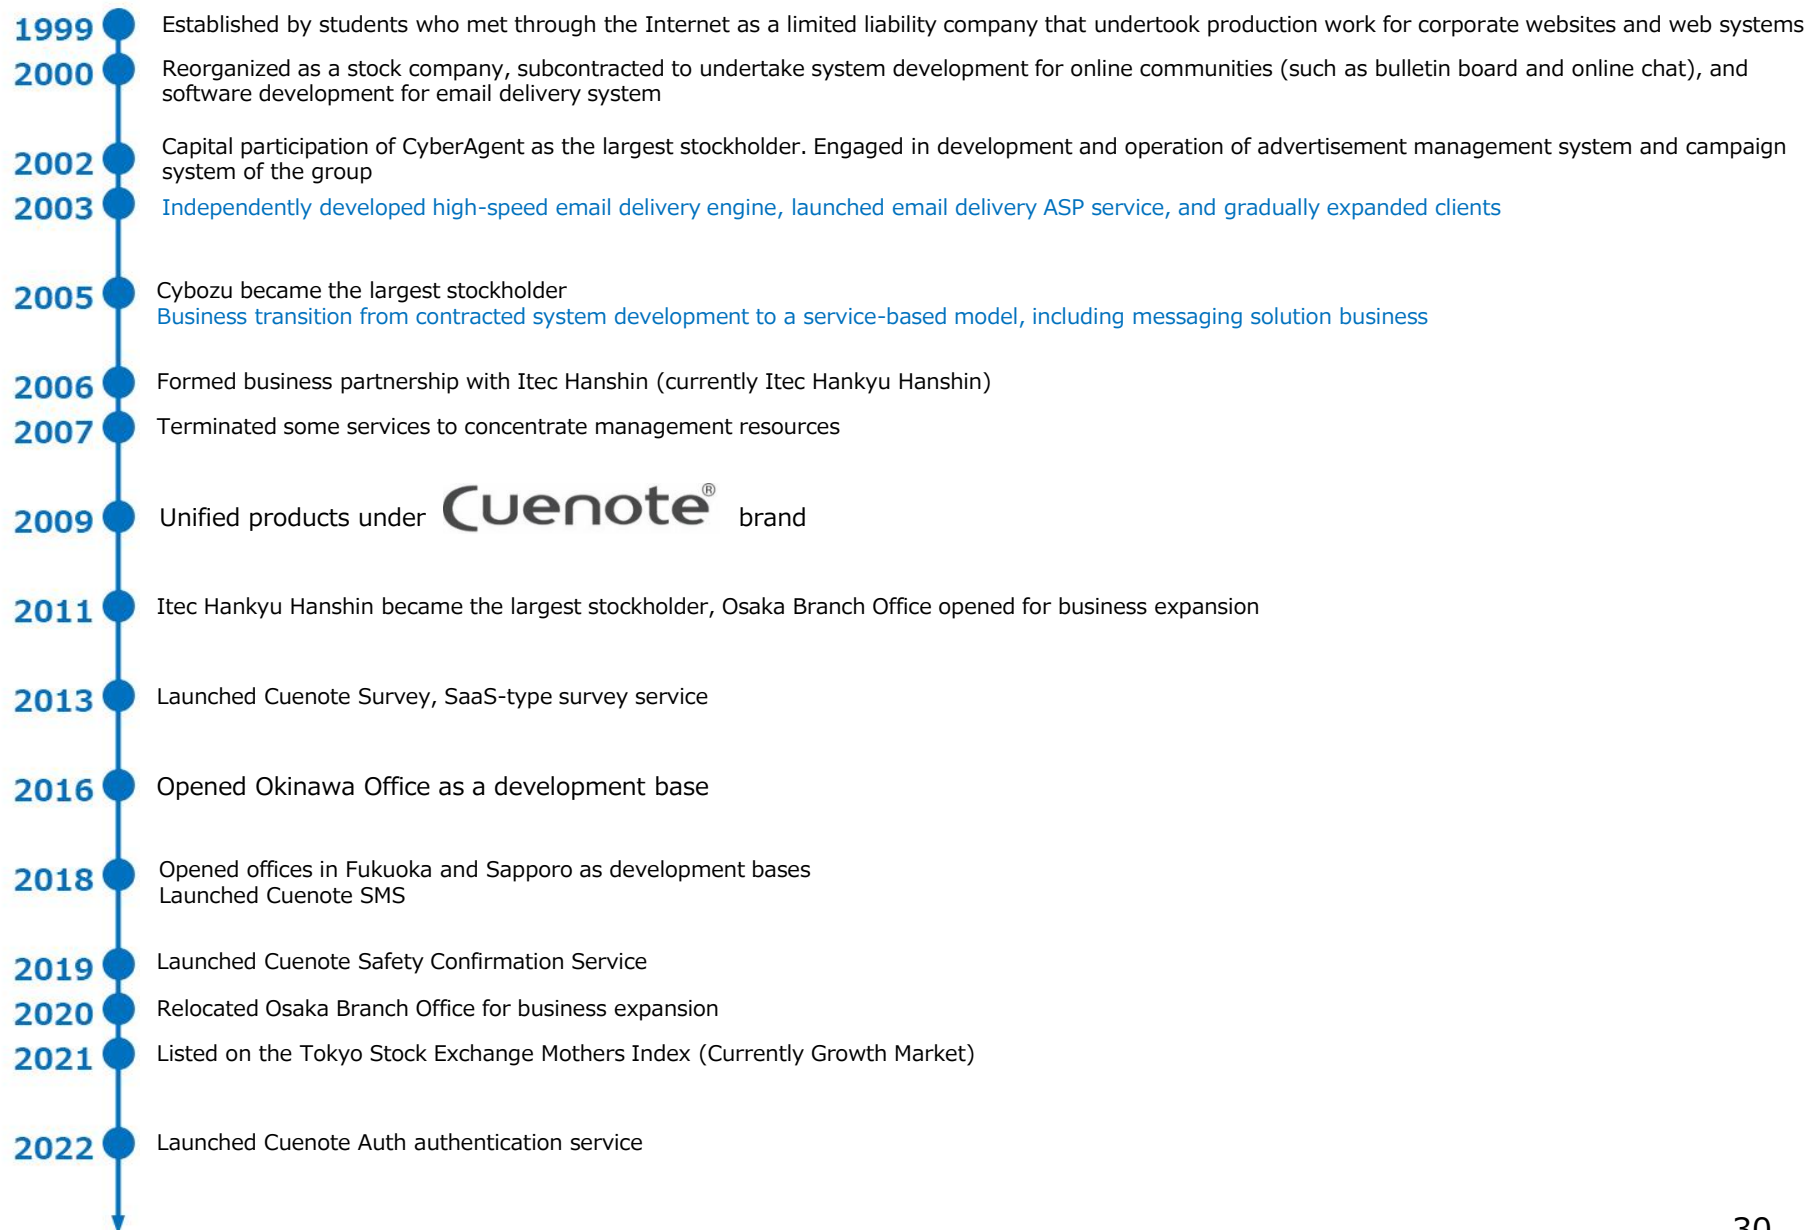 1999 Established by students who met through the Internet as a limited liability company that undertook production work for corporate websites and web systems
2000 Reorganized as a stock company, subcontracted to undertake system development for online communities (such as bulletin board and online chat), and
software development for email delivery system
2002 Capital participation of CyberAgent as the largest stockholder. Engaged in development and operation of advertisement management system and campaign
system of the group
2003 Independently developed high-speed email delivery engine, launched email delivery ASP service, and gradually expanded clients
2005 Cybozu became the largest stockholder
Business transition from contracted system development to a service-based model, including messaging solution business
2006 Formed business partnership with Itec Hanshin (currently Itec Hankyu Hanshin)
2007 Terminated some services to concentrate management resources
2009 Unified products under Cuenote® brand
2011 Itec Hankyu Hanshin became the largest stockholder, Osaka Branch Office opened for business expansion
2013 Launched Cuenote Survey, SaaS-type survey service
2016 Opened Okinawa Office as a development base
2018 Opened offices in Fukuoka and Sapporo as development bases
Launched Cuenote SMS
2019 Launched Cuenote Safety Confirmation Service
2020 Relocated Osaka Branch Office for business expansion
2021 Listed on the Tokyo Stock Exchange Mothers Index (Currently Growth Market)
2022 Launched Cuenote Auth authentication service
30